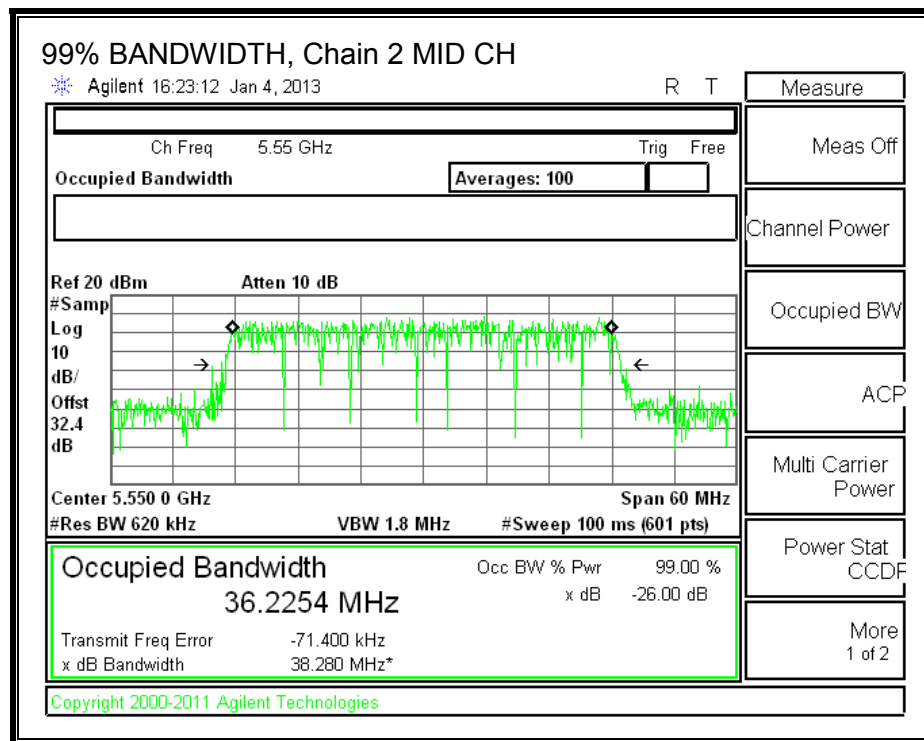 99% BANDWIDTH, Chain 2 MID CH
Agilent 16:23:12 Jan 4, 2013 R T
Measure
Ch Freq 5.55 GHz Trig Free
Meas Off
Occupied Bandwidth Averages: 100
Channel Power
Ref 20 dBm Atten 10 dB
#Samp
Log
10
dB/
Offst
32.4
dB
Occupied BW
ACP
Multi Carrier
Power
Center 5.550 0 GHz Span 60 MHz
#Res BW 620 kHz VBW 1.8 MHz #Sweep 100 ms (601 pts)
Power Stat
CCDF
Occupied Bandwidth Occ BW % Pwr 99.00 %
36.2254 MHz x dB -26.00 dB
Transmit Freq Error -71.400 kHz
x dB Bandwidth 38.280 MHz*
More
1 of 2
Copyright 2000-2011 Agilent Technologies